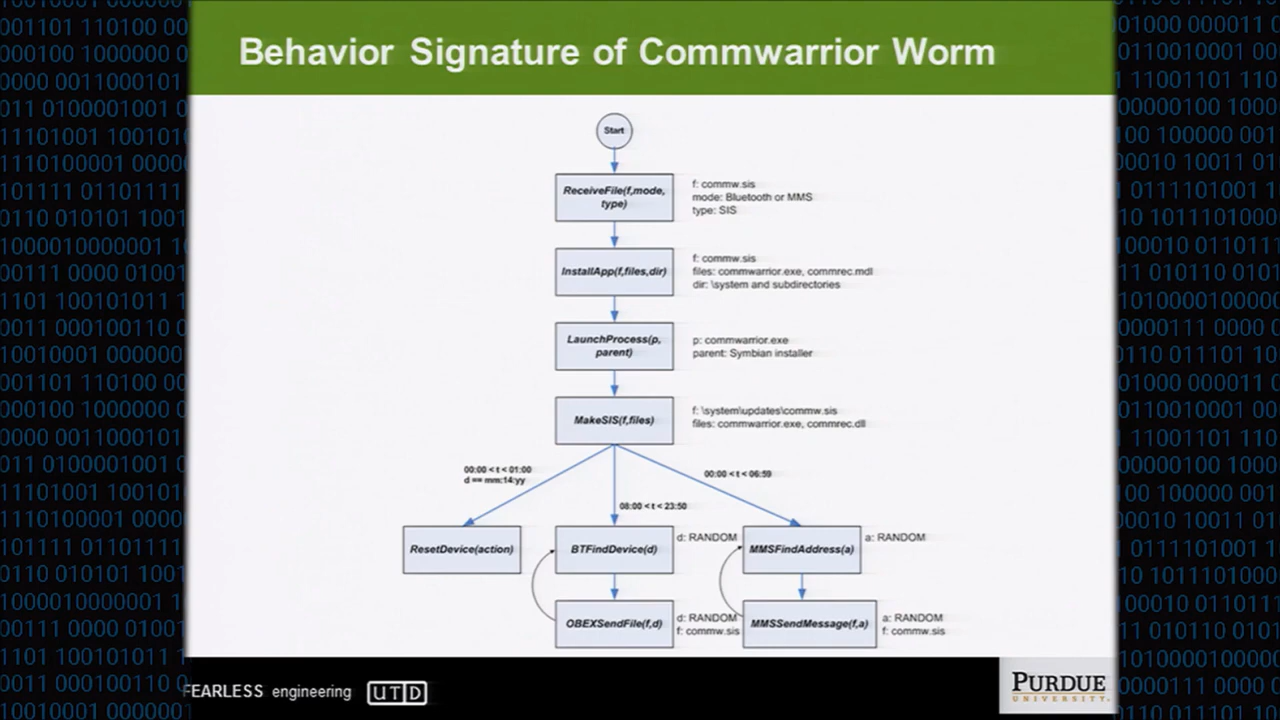 Behavior Signature of Commwarrior Worm
Start
ReceiveFile(f,mode,
type)
f: commw.sis
mode: Bluetooth or MMS
type: SIS
InstallApp(f,files,dir)
f: commw.sis
files: commwarrior.exe, commrec.mdl
dir: \system and subdirectories
LaunchProcess(p,
parent)
p: commwarrior.exe
parent: Symbian installer
MakeSIS(f,files)
f: \system\updates\commw.sis
files: commwarrior.exe, commrec.dll
00:00 < t < 01:00
d == mm:14:yy
08:00 < t < 23:50
00:00 < t < 06:59
ResetDevice(action)
BTFindDevice(d)
d: RANDOM
MMSFindAddress(a)
a: RANDOM
OBEXSendFile(f,d)
d: RANDOM
f: commw.sis
MMSSendMessage(f,a)
a: RANDOM
f: commw.sis
FEARLESS engineering
UTD
PURDUE
UNIVERSITY